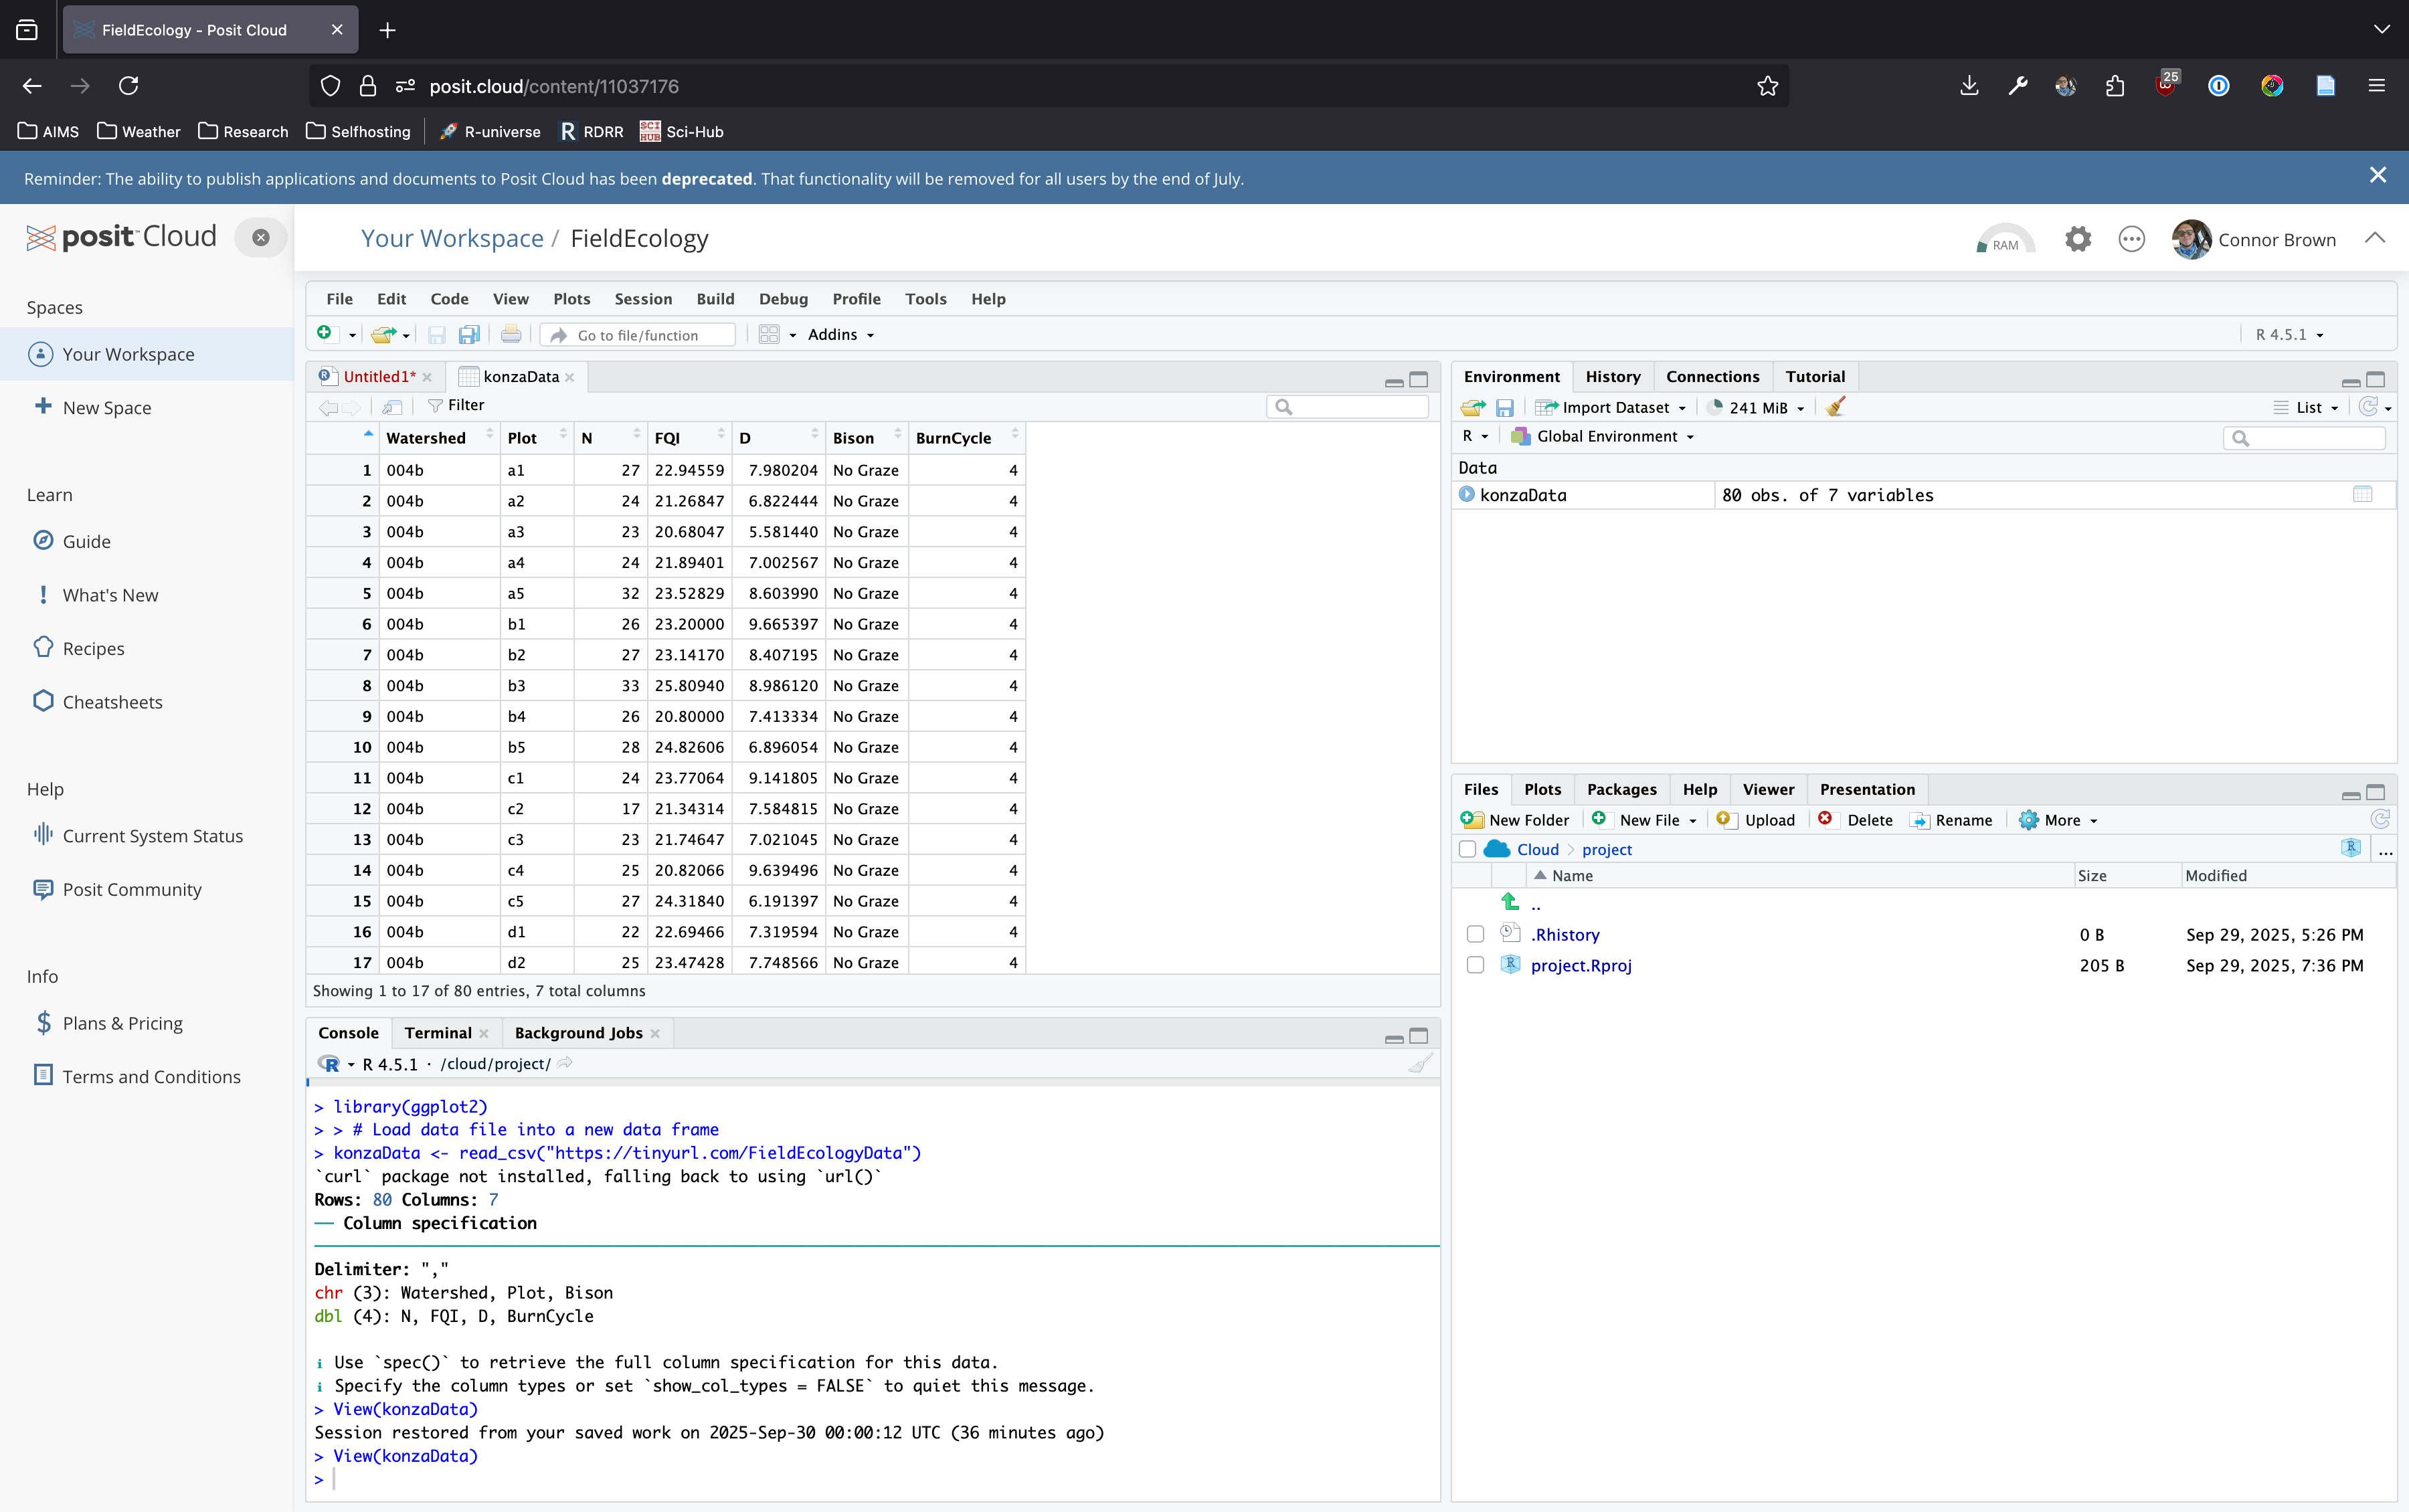 FieldEcology - Posit Cloud
posit.cloud/content/11037176
25
AIMS Weather Research Selfhosting R-universe RDRR Sci-Hub
Reminder: The ability to publish applications and documents to Posit Cloud has been deprecated. That functionality will be removed for all users by the end of July.
posit Cloud
Your Workspace / FieldEcology
RAM
Connor Brown
Spaces
Your Workspace
New Space
Learn
Guide
What's New
Recipes
Cheatsheets
Help
Current System Status
Posit Community
Info
Plans & Pricing
Terms and Conditions
File Edit Code View Plots Session Build Debug Profile Tools Help
Go to file/function Addins R 4.5.1
Untitled1* konzaData
Filter
Watershed Plot N FQI D Bison BurnCycle
1 004b a1 27 22.94559 7.980204 No Graze 4
2 004b a2 24 21.26847 6.822444 No Graze 4
3 004b a3 23 20.68047 5.581440 No Graze 4
4 004b a4 24 21.89401 7.002567 No Graze 4
5 004b a5 32 23.52829 8.603990 No Graze 4
6 004b b1 26 23.20000 9.665397 No Graze 4
7 004b b2 27 23.14170 8.407195 No Graze 4
8 004b b3 33 25.80940 8.986120 No Graze 4
9 004b b4 26 20.80000 7.413334 No Graze 4
10 004b b5 28 24.82606 6.896054 No Graze 4
11 004b c1 24 23.77064 9.141805 No Graze 4
12 004b c2 17 21.34314 7.584815 No Graze 4
13 004b c3 23 21.74647 7.021045 No Graze 4
14 004b c4 25 20.82066 9.639496 No Graze 4
15 004b c5 27 24.31840 6.191397 No Graze 4
16 004b d1 22 22.69466 7.319594 No Graze 4
17 004b d2 25 23.47428 7.748566 No Graze 4
Showing 1 to 17 of 80 entries, 7 total columns
Console Terminal Background Jobs
R 4.5.1 · /cloud/project/
> library(ggplot2)
> > # Load data file into a new data frame
> konzaData <- read_csv("https://tinyurl.com/FieldEcologyData")
`curl` package not installed, falling back to using `url()`
Rows: 80 Columns: 7
── Column specification
Delimiter: ","
chr (3): Watershed, Plot, Bison
dbl (4): N, FQI, D, BurnCycle
ℹ Use `spec()` to retrieve the full column specification for this data.
ℹ Specify the column types or set `show_col_types = FALSE` to quiet this message.
> View(konzaData)
Session restored from your saved work on 2025-Sep-30 00:00:12 UTC (36 minutes ago)
> View(konzaData)
>
Environment History Connections Tutorial
Import Dataset 241 MiB List
R Global Environment
Data
konzaData 80 obs. of 7 variables
Files Plots Packages Help Viewer Presentation
New Folder New File Upload Delete Rename More
Cloud > project ...
Name Size Modified
..
.Rhistory 0 B Sep 29, 2025, 5:26 PM
project.Rproj 205 B Sep 29, 2025, 7:36 PM